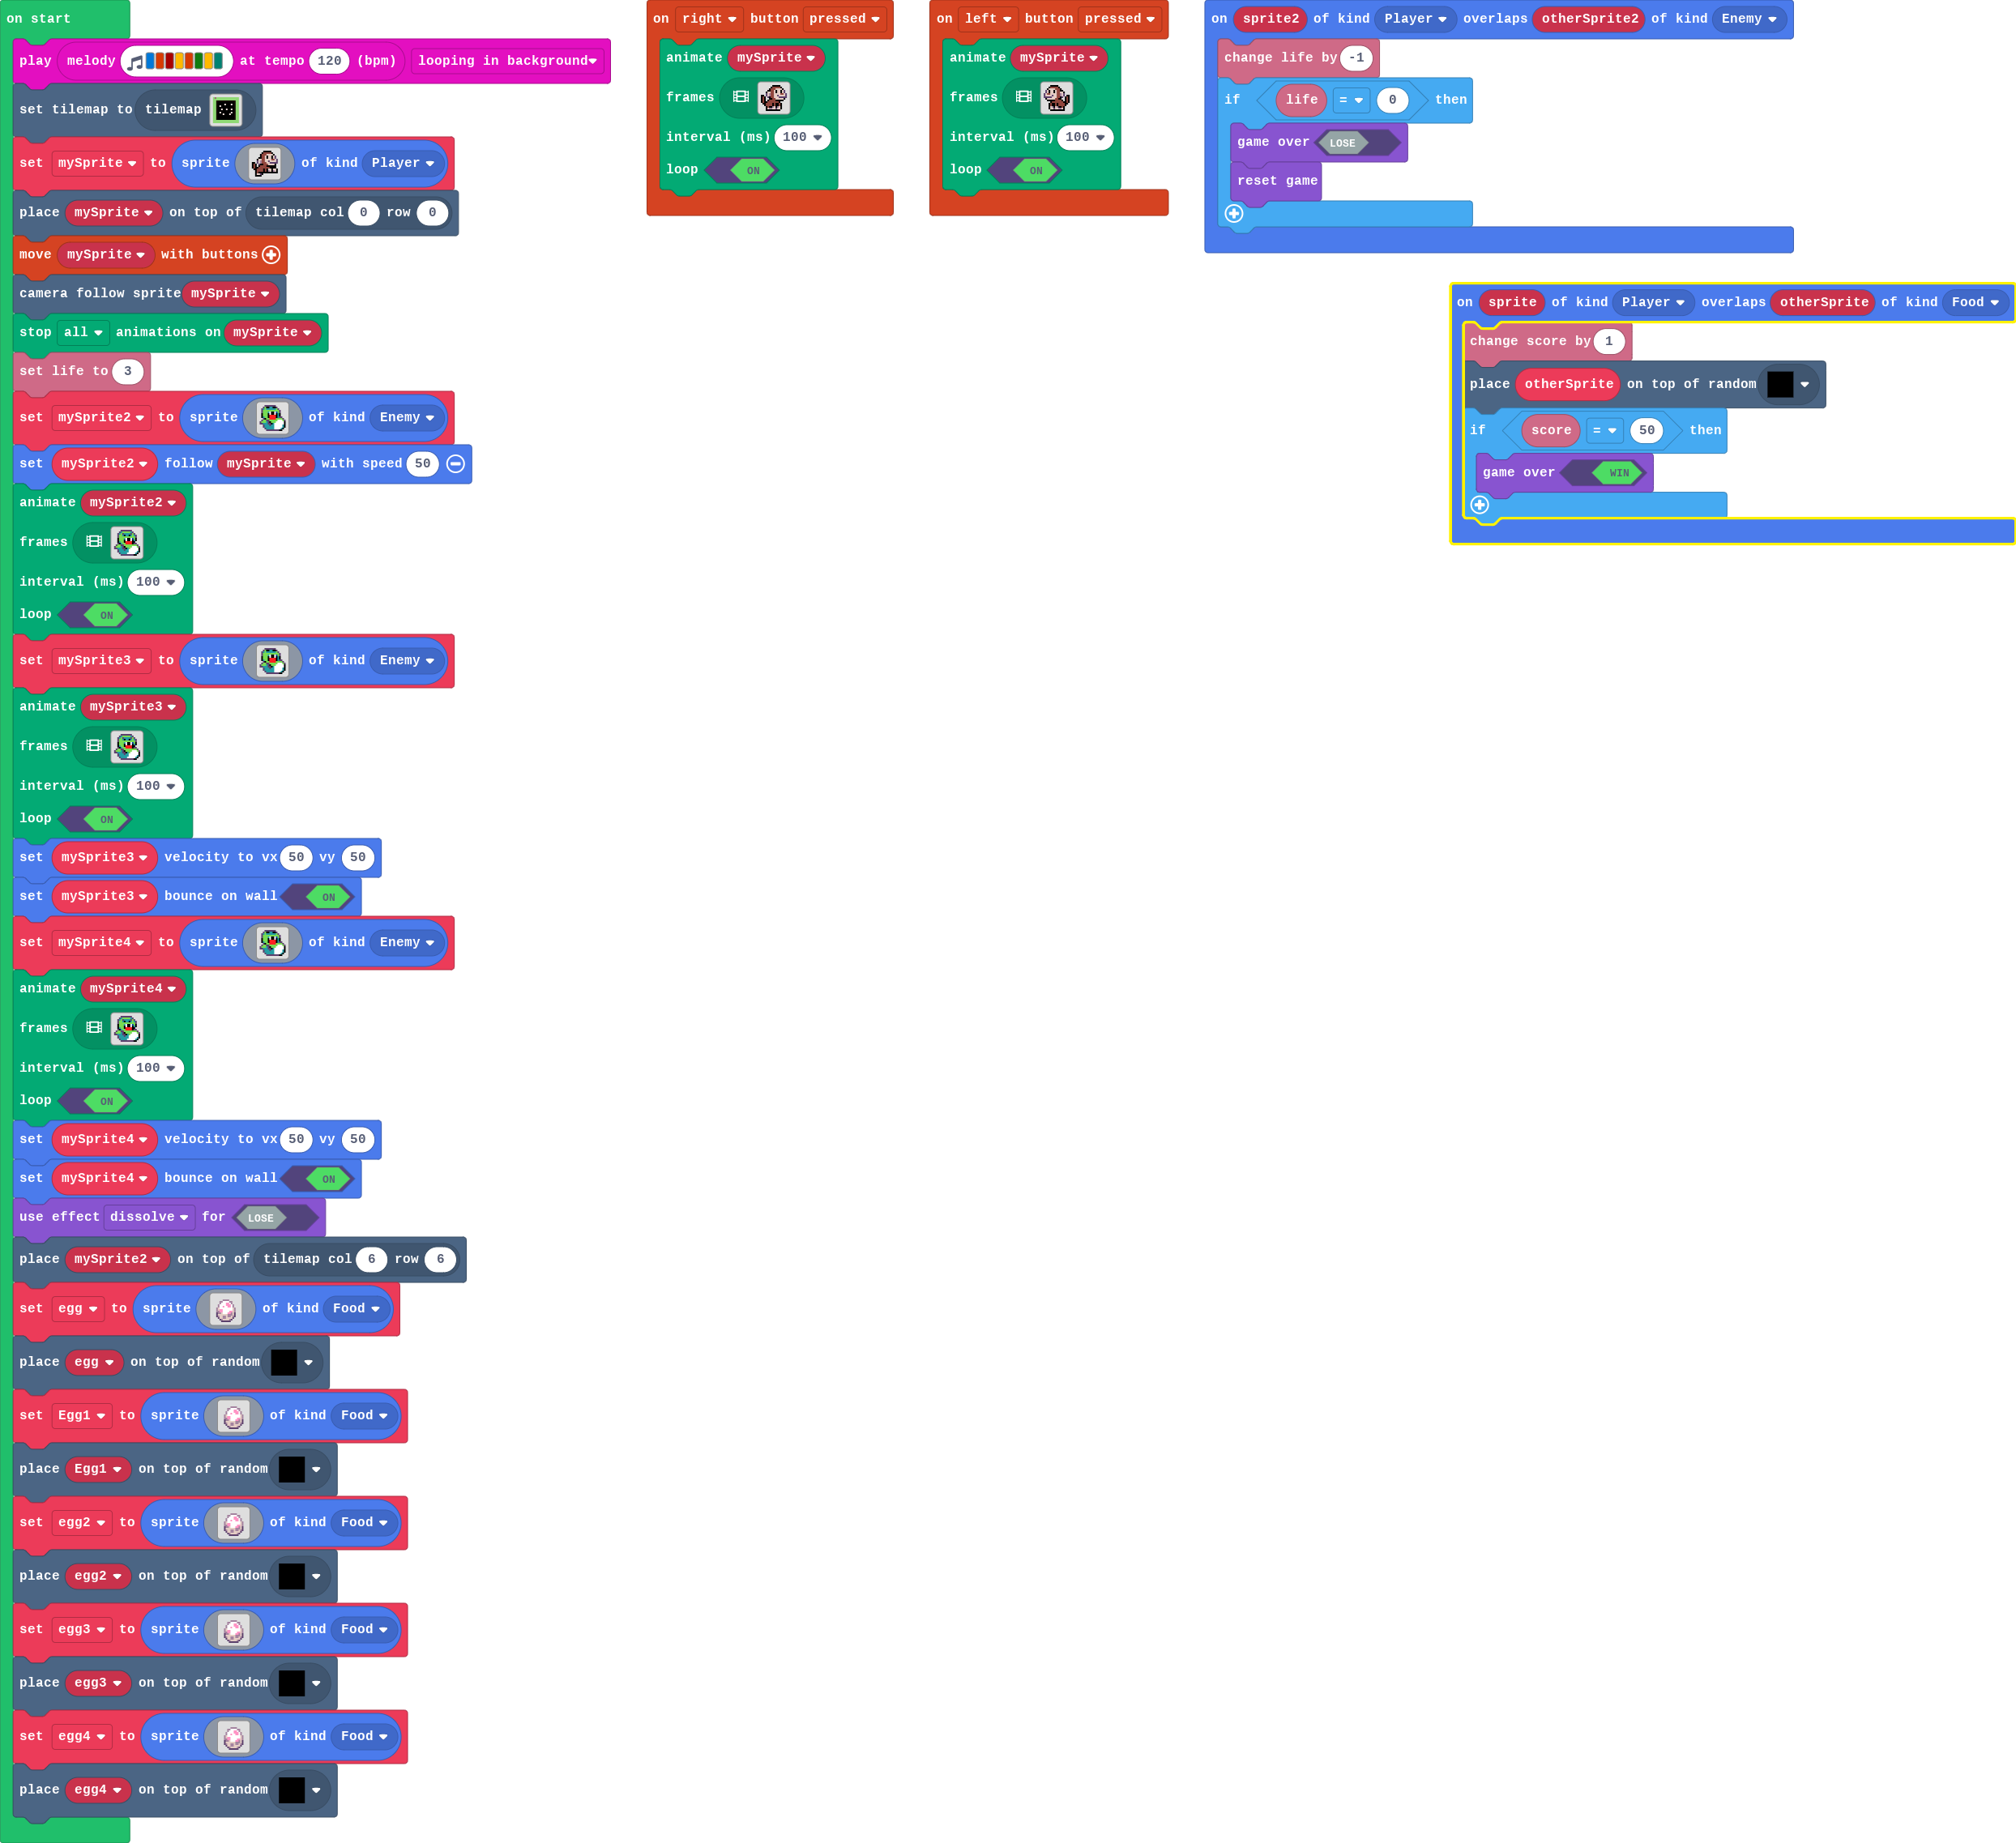 on start
play melody at tempo 120 (bpm) looping in background
set tilemap to tilemap
set mySprite to sprite of kind Player
place mySprite on top of tilemap col 0 row 0
move mySprite with buttons
camera follow sprite mySprite
stop all animations on mySprite
set life to 3
set mySprite2 to sprite of kind Enemy
set mySprite2 follow mySprite with speed 50
animate mySprite2
frames
interval (ms) 100
loop ON
set mySprite3 to sprite of kind Enemy
animate mySprite3
frames
interval (ms) 100
loop ON
set mySprite3 velocity to vx 50 vy 50
set mySprite3 bounce on wall ON
set mySprite4 to sprite of kind Enemy
animate mySprite4
frames
interval (ms) 100
loop ON
set mySprite4 velocity to vx 50 vy 50
set mySprite4 bounce on wall ON
use effect dissolve for LOSE
place mySprite2 on top of tilemap col 6 row 6
set egg to sprite of kind Food
place egg on top of random
set Egg1 to sprite of kind Food
place Egg1 on top of random
set egg2 to sprite of kind Food
place egg2 on top of random
set egg3 to sprite of kind Food
place egg3 on top of random
set egg4 to sprite of kind Food
place egg4 on top of random
on right button pressed
animate mySprite
frames
interval (ms) 100
loop ON
on left button pressed
animate mySprite
frames
interval (ms) 100
loop ON
on sprite2 of kind Player overlaps otherSprite2 of kind Enemy
change life by -1
if life = 0 then
game over LOSE
reset game
on sprite of kind Player overlaps otherSprite of kind Food
change score by 1
place otherSprite on top of random
if score = 50 then
game over WIN